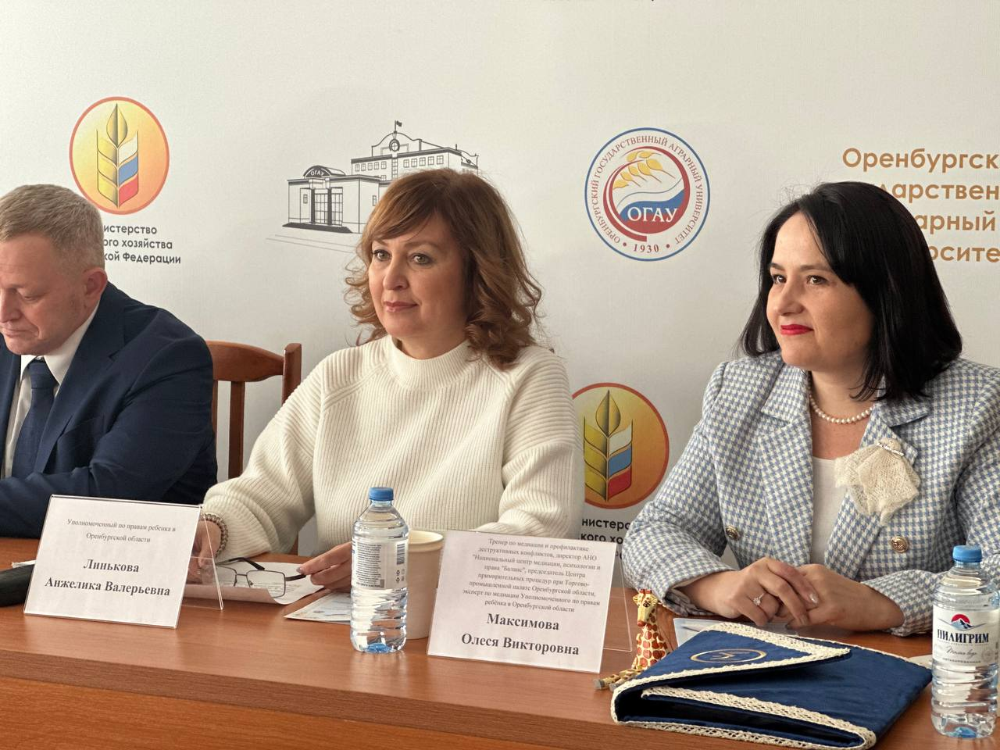 нистерство
ого хозяйства
кой Федерации
ОГАУ
ОРЕНБУРГСКИЙ ГОСУДАРСТВЕННЫЙ АГРАРНЫЙ УНИВЕРСИТЕТ
ОГАУ
• 1930 •
Оренбургск
дарствен
арный
рсите
нистерс
кого хозя
Уполномоченный по правам ребенка в
Оренбургской области
Линькова
Анжелика Валерьевна
Тренер по медиации и профилактике
деструктивных конфликтов, директор АНО
"Национальный центр медиации, психологии и
права "Баланс", председатель Центра
примирительных процедур при Торгово-
промышленной палате Оренбургской области,
эксперт по медиации Уполномоченного по правам
ребёнка в Оренбургской области
Максимова
Олеся Викторовна
ПИЛИГРИМ